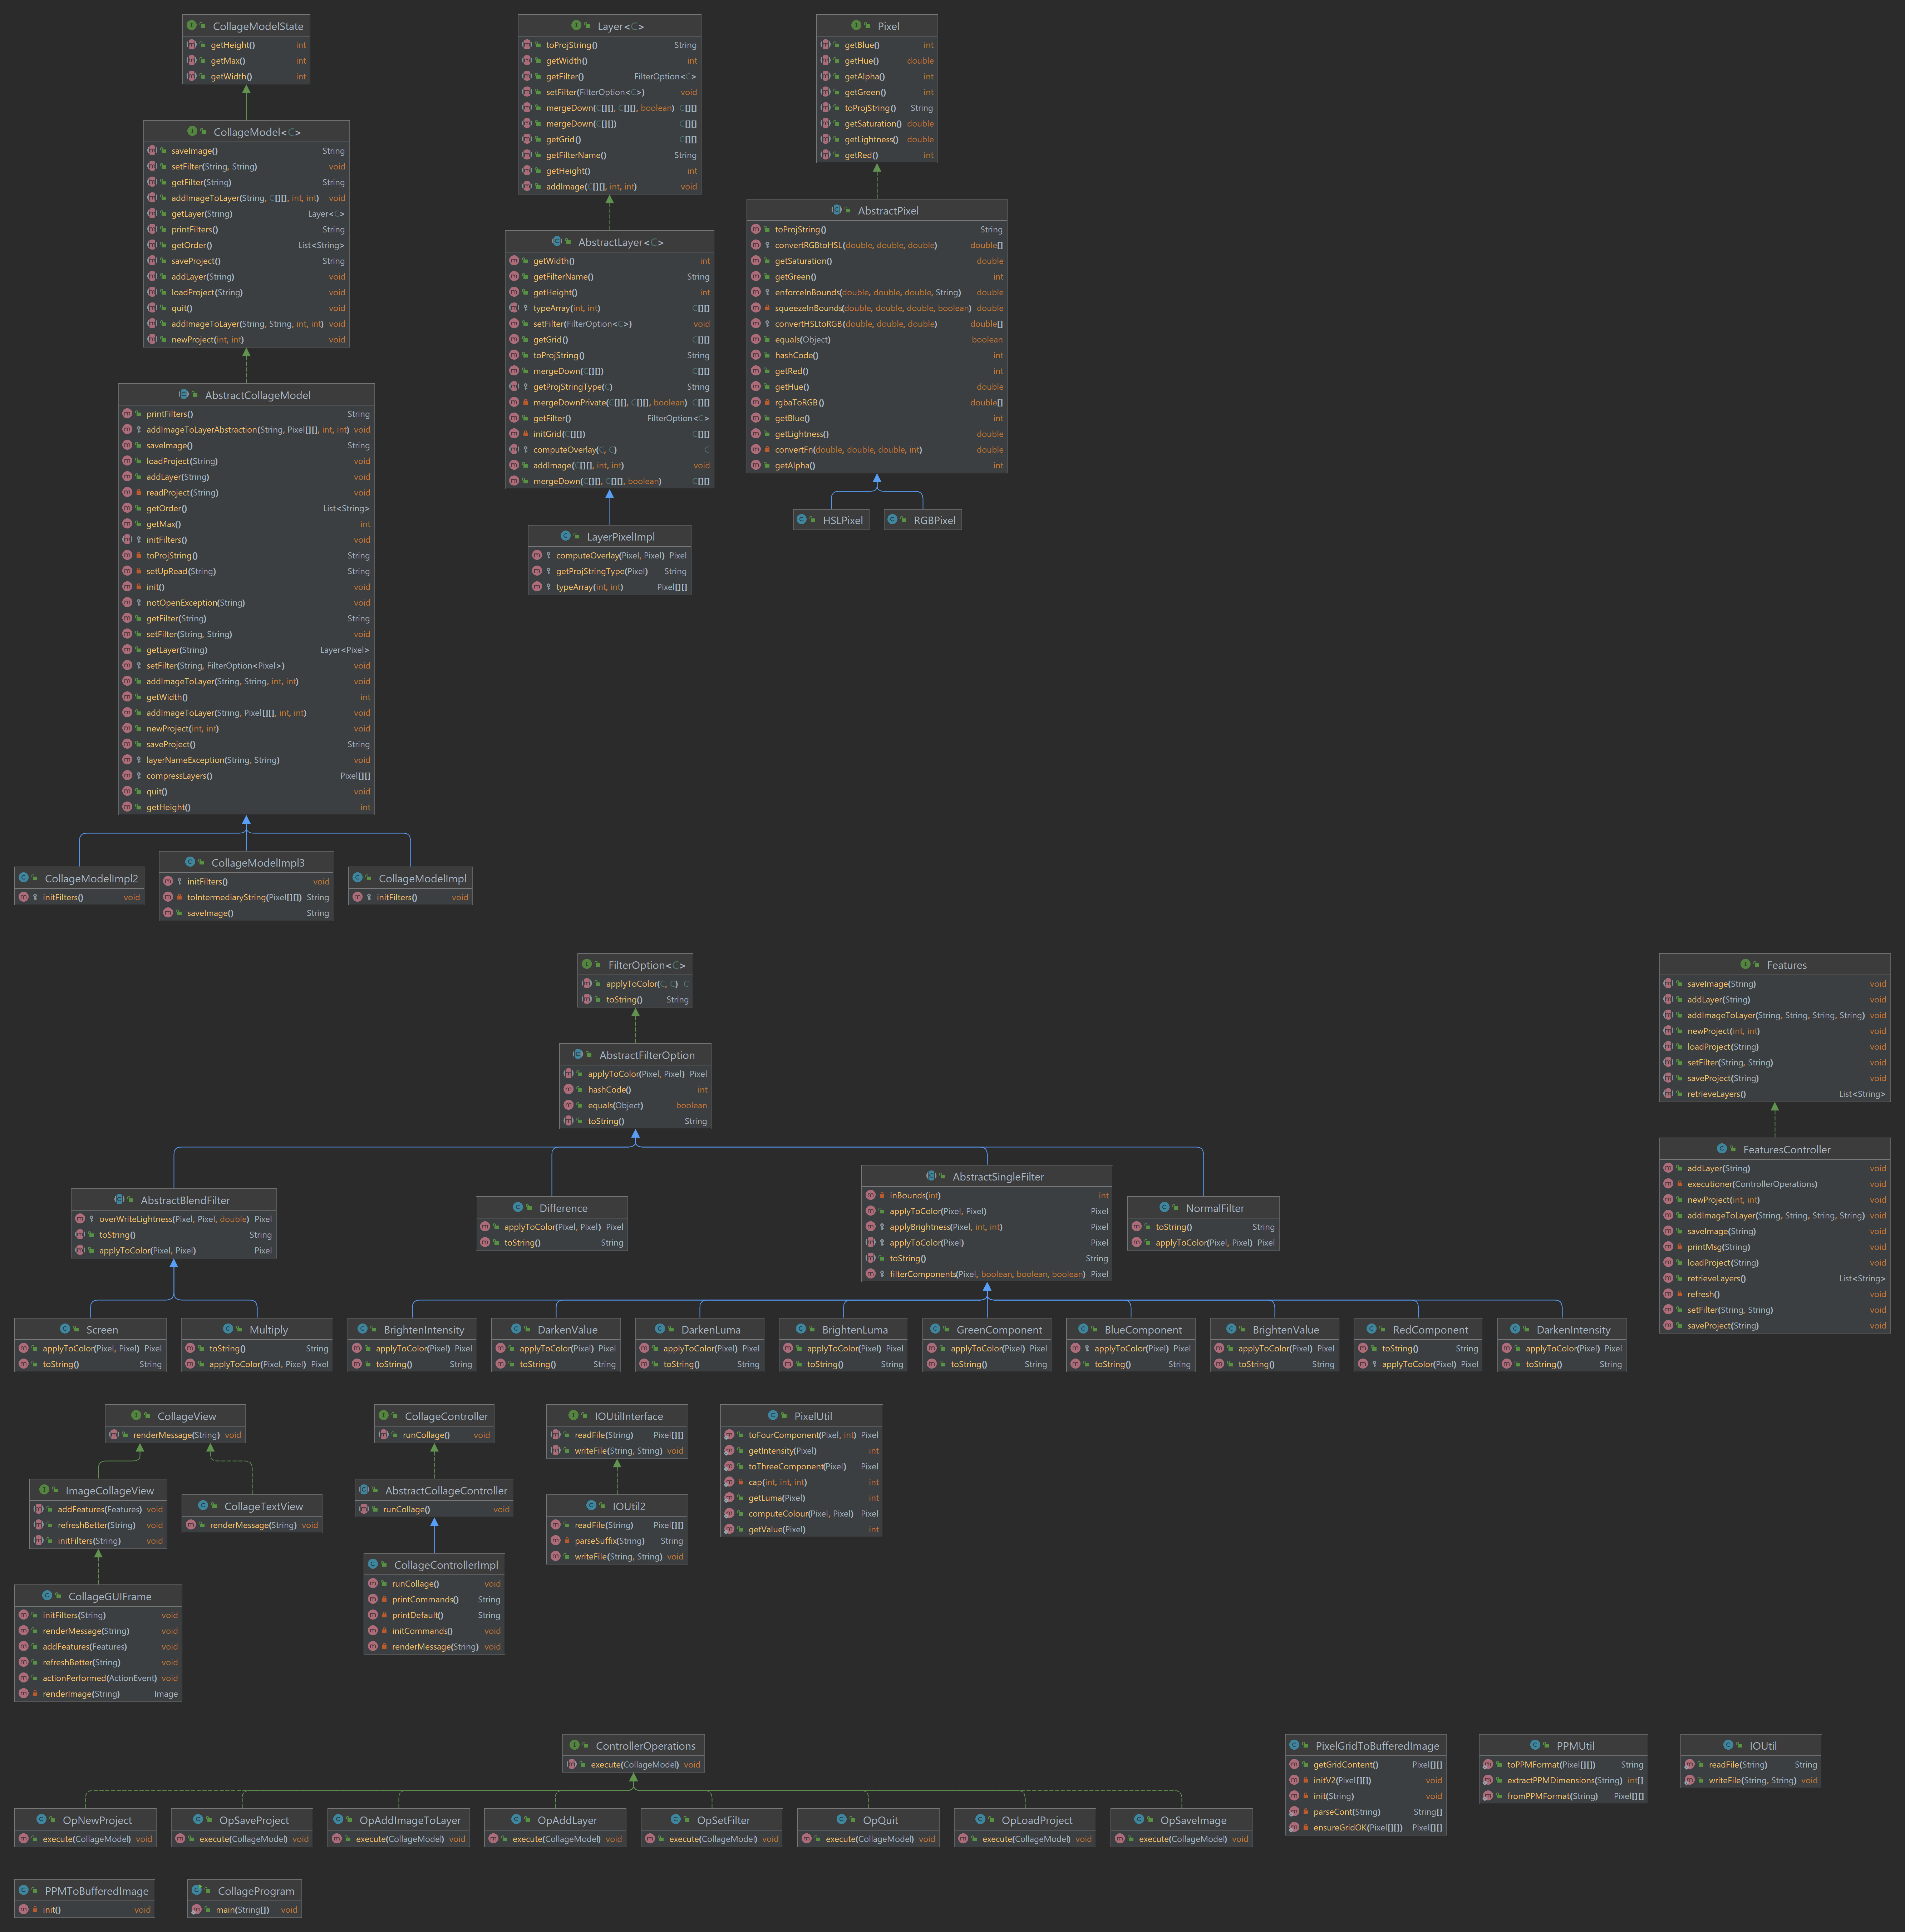 CollageModelState
getHeight() int
getMax() int
getWidth() int
CollageModel<C>
saveImage() String
setFilter(String, String) void
getFilter(String) String
addImageToLayer(String, C[][], int, int) void
getLayer(String) Layer<C>
printFilters() String
getOrder() List<String>
saveProject() String
addLayer(String) void
loadProject(String) void
quit() void
addImageToLayer(String, String, int, int) void
newProject(int, int) void
AbstractCollageModel
printFilters() String
addImageToLayerAbstraction(String, Pixel[][], int, int) void
saveImage() String
loadProject(String) void
addLayer(String) void
readProject(String) void
getOrder() List<String>
getMax() int
initFilters() void
toProjString() String
setUpRead(String) String
init() void
notOpenException(String) void
getFilter(String) String
setFilter(String, String) void
getLayer(String) Layer<Pixel>
setFilter(String, FilterOption<Pixel>) void
addImageToLayer(String, String, int, int) void
getWidth() int
addImageToLayer(String, Pixel[][], int, int) void
newProject(int, int) void
saveProject() String
layerNameException(String, String) void
compressLayers() Pixel[][]
quit() void
getHeight() int
CollageModelImpl2
initFilters() void
CollageModelImpl3
initFilters() void
toIntermediaryString(Pixel[][]) String
saveImage() String
CollageModelImpl
initFilters() void
Layer<C>
toProjString() String
getWidth() int
getFilter() FilterOption<C>
setFilter(FilterOption<C>) void
mergeDown(C[][], C[][], boolean) C[][]
mergeDown(C[][]) C[][]
getGrid() C[][]
getFilterName() String
getHeight() int
addImage(C[][], int, int) void
AbstractLayer<C>
getWidth() int
getFilterName() String
getHeight() int
typeArray(int, int) C[][]
setFilter(FilterOption<C>) void
getGrid() C[][]
toProjString() String
mergeDown(C[][]) C[][]
getProjStringType(C) String
mergeDownPrivate(C[][], C[][], boolean) C[][]
getFilter() FilterOption<C>
initGrid(C[][]) C[][]
computeOverlay(C, C) C
addImage(C[][], int, int) void
mergeDown(C[][], C[][], boolean) C[][]
LayerPixelImpl
computeOverlay(Pixel, Pixel) Pixel
getProjStringType(Pixel) String
typeArray(int, int) Pixel[][]
Pixel
getBlue() int
getHue() double
getAlpha() int
getGreen() int
toProjString() String
getSaturation() double
getLightness() double
getRed() int
AbstractPixel
toProjString() String
convertRGBtoHSL(double, double, double) double[]
getSaturation() double
getGreen() int
enforceInBounds(double, double, double, String) double
squeezeInBounds(double, double, double, boolean) double
convertHSLtoRGB(double, double, double) double[]
equals(Object) boolean
hashCode() int
getRed() int
getHue() double
rgbaToRGB() double[]
getBlue() int
getLightness() double
convertFn(double, double, double, int) double
getAlpha() int
HSLPixel
RGBPixel
FilterOption<C>
applyToColor(C, C) C
toString() String
AbstractFilterOption
applyToColor(Pixel, Pixel) Pixel
hashCode() int
equals(Object) boolean
toString() String
AbstractBlendFilter
overWriteLightness(Pixel, Pixel, double) Pixel
toString() String
applyToColor(Pixel, Pixel) Pixel
Difference
applyToColor(Pixel, Pixel) Pixel
toString() String
AbstractSingleFilter
inBounds(int) int
applyToColor(Pixel, Pixel) Pixel
applyBrightness(Pixel, int, int) Pixel
applyToColor(Pixel) Pixel
toString() String
filterComponents(Pixel, boolean, boolean, boolean) Pixel
NormalFilter
toString() String
applyToColor(Pixel, Pixel) Pixel
Screen
applyToColor(Pixel, Pixel) Pixel
toString() String
Multiply
toString() String
applyToColor(Pixel, Pixel) Pixel
BrightenIntensity
applyToColor(Pixel) Pixel
toString() String
DarkenValue
applyToColor(Pixel) Pixel
toString() String
DarkenLuma
applyToColor(Pixel) Pixel
toString() String
BrightenLuma
applyToColor(Pixel) Pixel
toString() String
GreenComponent
applyToColor(Pixel) Pixel
toString() String
BlueComponent
applyToColor(Pixel) Pixel
toString() String
BrightenValue
applyToColor(Pixel) Pixel
toString() String
RedComponent
toString() String
applyToColor(Pixel) Pixel
DarkenIntensity
applyToColor(Pixel) Pixel
toString() String
Features
saveImage(String) void
addLayer(String) void
addImageToLayer(String, String, String, String) void
newProject(int, int) void
loadProject(String) void
setFilter(String, String) void
saveProject(String) void
retrieveLayers() List<String>
FeaturesController
addLayer(String) void
executioner(ControllerOperations) void
newProject(int, int) void
addImageToLayer(String, String, String, String) void
saveImage(String) void
printMsg(String) void
loadProject(String) void
retrieveLayers() List<String>
refresh() void
setFilter(String, String) void
saveProject(String) void
CollageView
renderMessage(String) void
ImageCollageView
addFeatures(Features) void
refreshBetter(String) void
initFilters(String) void
CollageTextView
renderMessage(String) void
CollageGUIFrame
initFilters(String) void
renderMessage(String) void
addFeatures(Features) void
refreshBetter(String) void
actionPerformed(ActionEvent) void
renderImage(String) Image
CollageController
runCollage() void
AbstractCollageController
runCollage() void
CollageControllerImpl
runCollage() void
printCommands() String
printDefault() String
initCommands() void
renderMessage(String) void
IOUtilInterface
readFile(String) Pixel[][]
writeFile(String, String) void
IOUtil2
readFile(String) Pixel[][]
parseSuffix(String) String
writeFile(String, String) void
PixelUtil
toFourComponent(Pixel, int) Pixel
getIntensity(Pixel) int
toThreeComponent(Pixel) Pixel
cap(int, int, int) int
getLuma(Pixel) int
computeColour(Pixel, Pixel) Pixel
getValue(Pixel) int
ControllerOperations
execute(CollageModel) void
OpNewProject
execute(CollageModel) void
OpSaveProject
execute(CollageModel) void
OpAddImageToLayer
execute(CollageModel) void
OpAddLayer
execute(CollageModel) void
OpSetFilter
execute(CollageModel) void
OpQuit
execute(CollageModel) void
OpLoadProject
execute(CollageModel) void
OpSaveImage
execute(CollageModel) void
PixelGridToBufferedImage
getGridContent() Pixel[][]
initV2(Pixel[][]) void
init(String) void
parseCont(String) String[]
ensureGridOK(Pixel[][]) Pixel[][]
PPMUtil
toPPMFormat(Pixel[][]) String
extractPPMDimensions(String) int[]
fromPPMFormat(String) Pixel[][]
IOUtil
readFile(String) String
writeFile(String, String) void
PPMToBufferedImage
init() void
CollageProgram
main(String[]) void